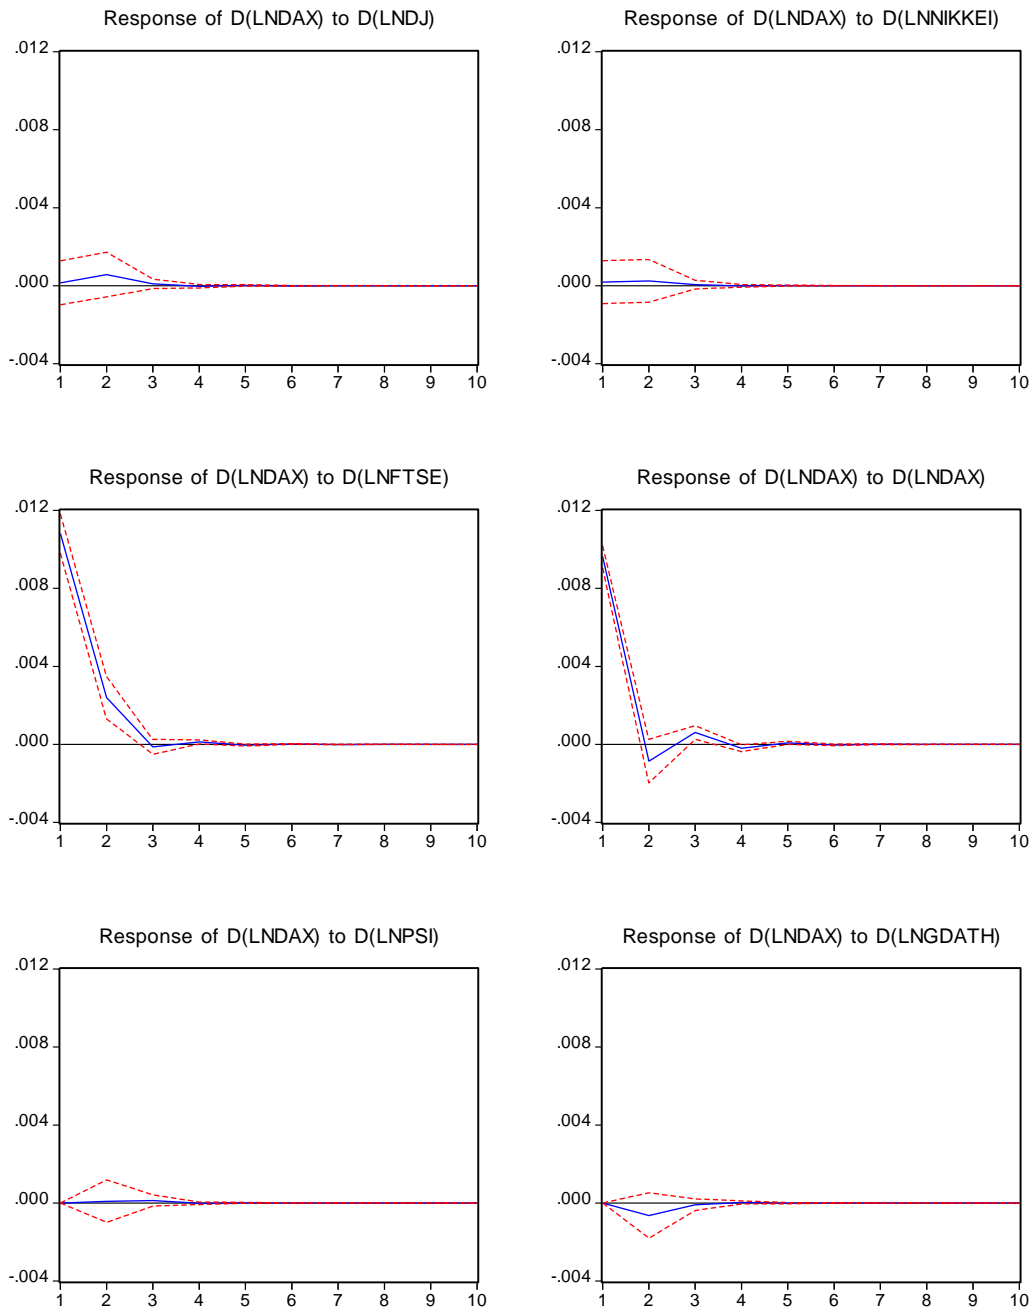 Response of D(LNDAX) to D(LNDJ)
.012
.008
.004
.000
-.004
1 2 3 4 5 6 7 8 9 10
Response of D(LNDAX) to D(LNNIKKEI)
.012
.008
.004
.000
-.004
1 2 3 4 5 6 7 8 9 10
Response of D(LNDAX) to D(LNFTSE)
.012
.008
.004
.000
-.004
1 2 3 4 5 6 7 8 9 10
Response of D(LNDAX) to D(LNDAX)
.012
.008
.004
.000
-.004
1 2 3 4 5 6 7 8 9 10
Response of D(LNDAX) to D(LNPSI)
.012
.008
.004
.000
-.004
1 2 3 4 5 6 7 8 9 10
Response of D(LNDAX) to D(LNGDATH)
.012
.008
.004
.000
-.004
1 2 3 4 5 6 7 8 9 10